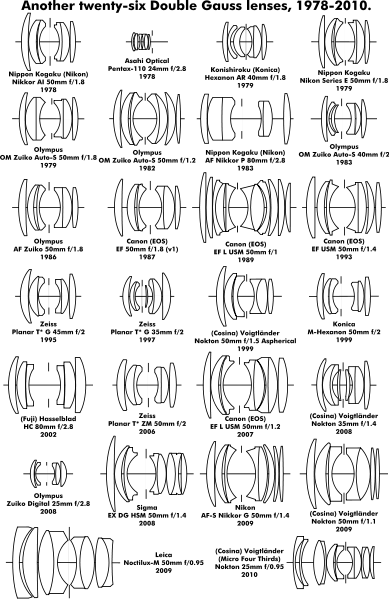 Another twenty-six Double Gauss lenses, 1978-2010.
Nippon Kogaku (Nikon)
Nikkor AI 50mm f/1.8
1978
Asahi Optical
Pentax-110 24mm f/2.8
1978
Konishiroku (Konica)
Hexanon AR 40mm f/1.8
1979
Nippon Kogaku
Nikon Series E 50mm f/1.8
1979
Olympus
OM Zuiko Auto-S 50mm f/1.8
1979
Olympus
OM Zuiko Auto-S 50mm f/1.2
1982
Nippon Kogaku (Nikon)
AF Nikkor P 80mm f/2.8
1983
Olympus
OM Zuiko Auto-S 40mm f/2
1983
Olympus
AF Zuiko 50mm f/1.8
1986
Canon (EOS)
EF 50mm f/1.8 (v1)
1987
Canon (EOS)
EF L USM 50mm f/1
1989
Canon (EOS)
EF USM 50mm f/1.4
1993
Zeiss
Planar T* G 45mm f/2
1995
Zeiss
Planar T* G 35mm f/2
1997
(Cosina) Voigtländer
Nokton 50mm f/1.5 Aspherical
1999
Konica
M-Hexanon 50mm f/2
1999
(Fuji) Hasselblad
HC 80mm f/2.8
2002
Zeiss
Planar T* ZM 50mm f/2
2006
Canon (EOS)
EF L USM 50mm f/1.2
2007
(Cosina) Voigtländer
Nokton 35mm f/1.4
2008
Olympus
Zuiko Digital 25mm f/2.8
2008
Sigma
EX DG HSM 50mm f/1.4
2008
Nikon
AF-S Nikkor G 50mm f/1.4
2009
(Cosina) Voigtländer
Nokton 50mm f/1.1
2009
Leica
Noctilux-M 50mm f/0.95
2009
(Cosina) Voigtländer
(Micro Four Thirds)
Nokton 25mm f/0.95
2010